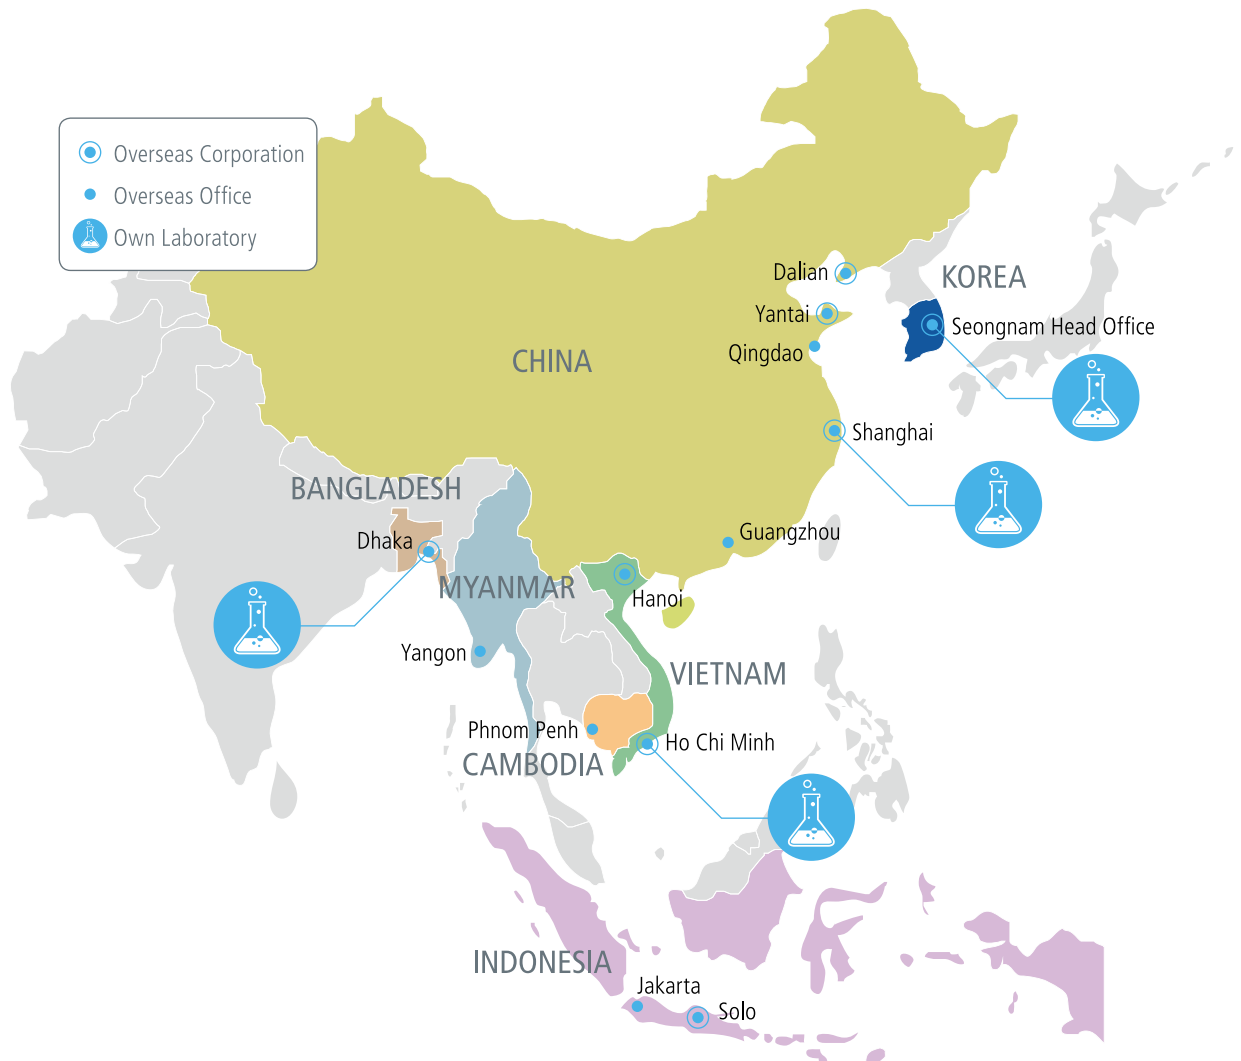 Overseas Corporation
Overseas Office
Own Laboratory
Dalian
KOREA
Yantai
Seongnam Head Office
Qingdao
CHINA
Shanghai
BANGLADESH
Guangzhou
Dhaka
MYANMAR
Hanoi
Yangon
VIETNAM
Phnom Penh
Ho Chi Minh
CAMBODIA
INDONESIA
Jakarta
Solo